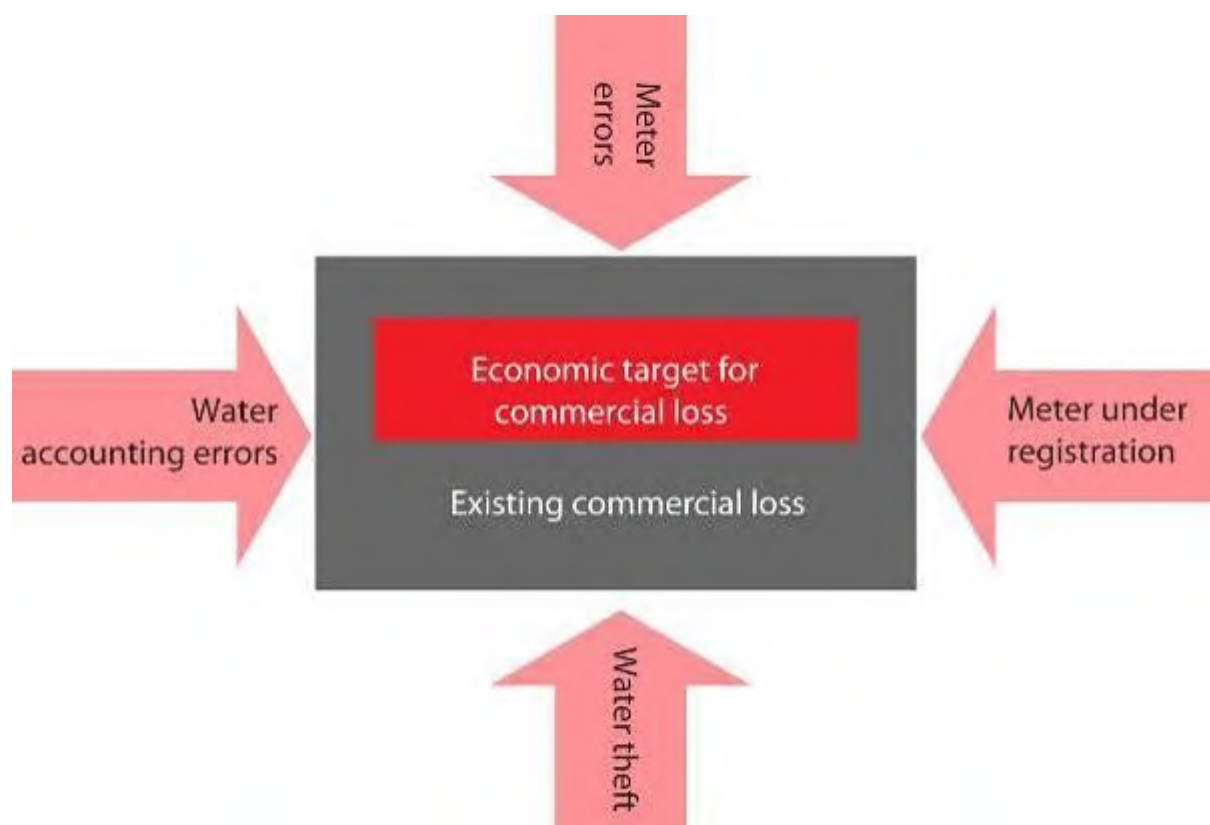 Meter
errors
Water
accounting errors
Economic target for
commercial loss
Existing commercial loss
Meter under
registration
Water theft